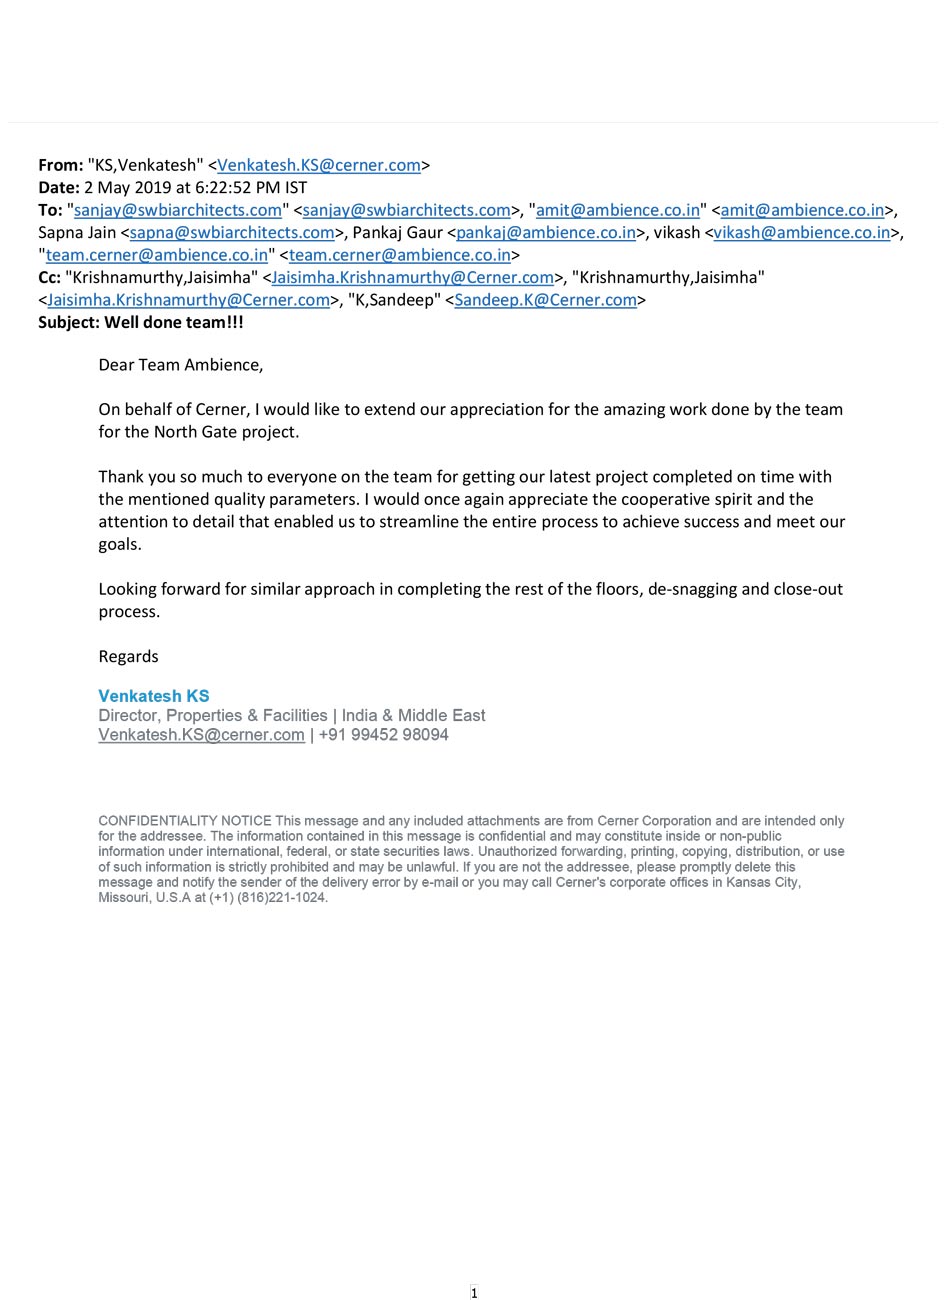 From: "KS,Venkatesh" <Venkatesh.KS@cerner.com>
Date: 2 May 2019 at 6:22:52 PM IST
To: "sanjay@swbiarchitects.com" <sanjay@swbiarchitects.com>, "amit@ambience.co.in" <amit@ambience.co.in>,
Sapna Jain <sapna@swbiarchitects.com>, Pankaj Gaur <pankaj@ambience.co.in>, vikash <vikash@ambience.co.in>,
"team.cerner@ambience.co.in" <team.cerner@ambience.co.in>
Cc: "Krishnamurthy,Jaisimha" <Jaisimha.Krishnamurthy@Cerner.com>, "Krishnamurthy,Jaisimha"
<Jaisimha.Krishnamurthy@Cerner.com>, "K,Sandeep" <Sandeep.K@Cerner.com>
Subject: Well done team!!!
Dear Team Ambience,
On behalf of Cerner, I would like to extend our appreciation for the amazing work done by the team
for the North Gate project.
Thank you so much to everyone on the team for getting our latest project completed on time with
the mentioned quality parameters. I would once again appreciate the cooperative spirit and the
attention to detail that enabled us to streamline the entire process to achieve success and meet our
goals.
Looking forward for similar approach in completing the rest of the floors, de-snagging and close-out
process.
Regards
Venkatesh KS
Director, Properties & Facilities | India & Middle East
Venkatesh.KS@cerner.com | +91 99452 98094
CONFIDENTIALITY NOTICE This message and any included attachments are from Cerner Corporation and are intended only
for the addressee. The information contained in this message is confidential and may constitute inside or non-public
information under international, federal, or state securities laws. Unauthorized forwarding, printing, copying, distribution, or use
of such information is strictly prohibited and may be unlawful. If you are not the addressee, please promptly delete this
message and notify the sender of the delivery error by e-mail or you may call Cerner's corporate offices in Kansas City,
Missouri, U.S.A at (+1) (816)221-1024.
1